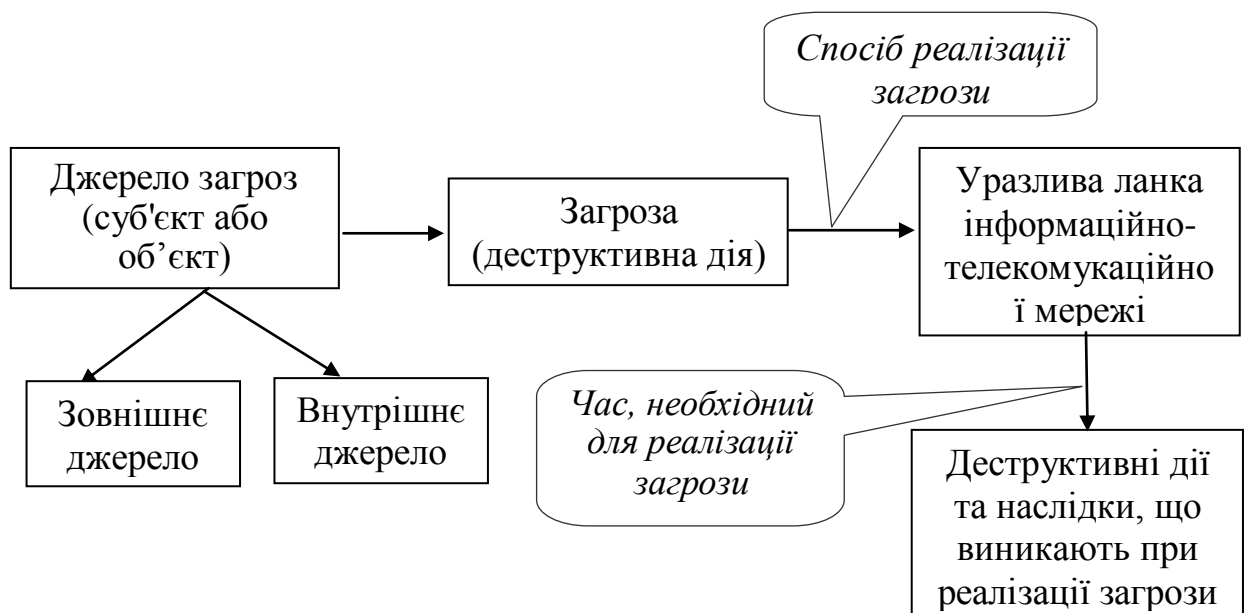 Спосіб реалізації
загрози
Джерело загроз
(суб'єкт або
об’єкт)
Загроза
(деструктивна дія)
Уразлива ланка
інформаційно-
телекомукаційно
ї мережі
Зовнішнє
джерело
Внутрішнє
джерело
Час, необхідний
для реалізації
загрози
Деструктивні дії
та наслідки, що
виникають при
реалізації загрози